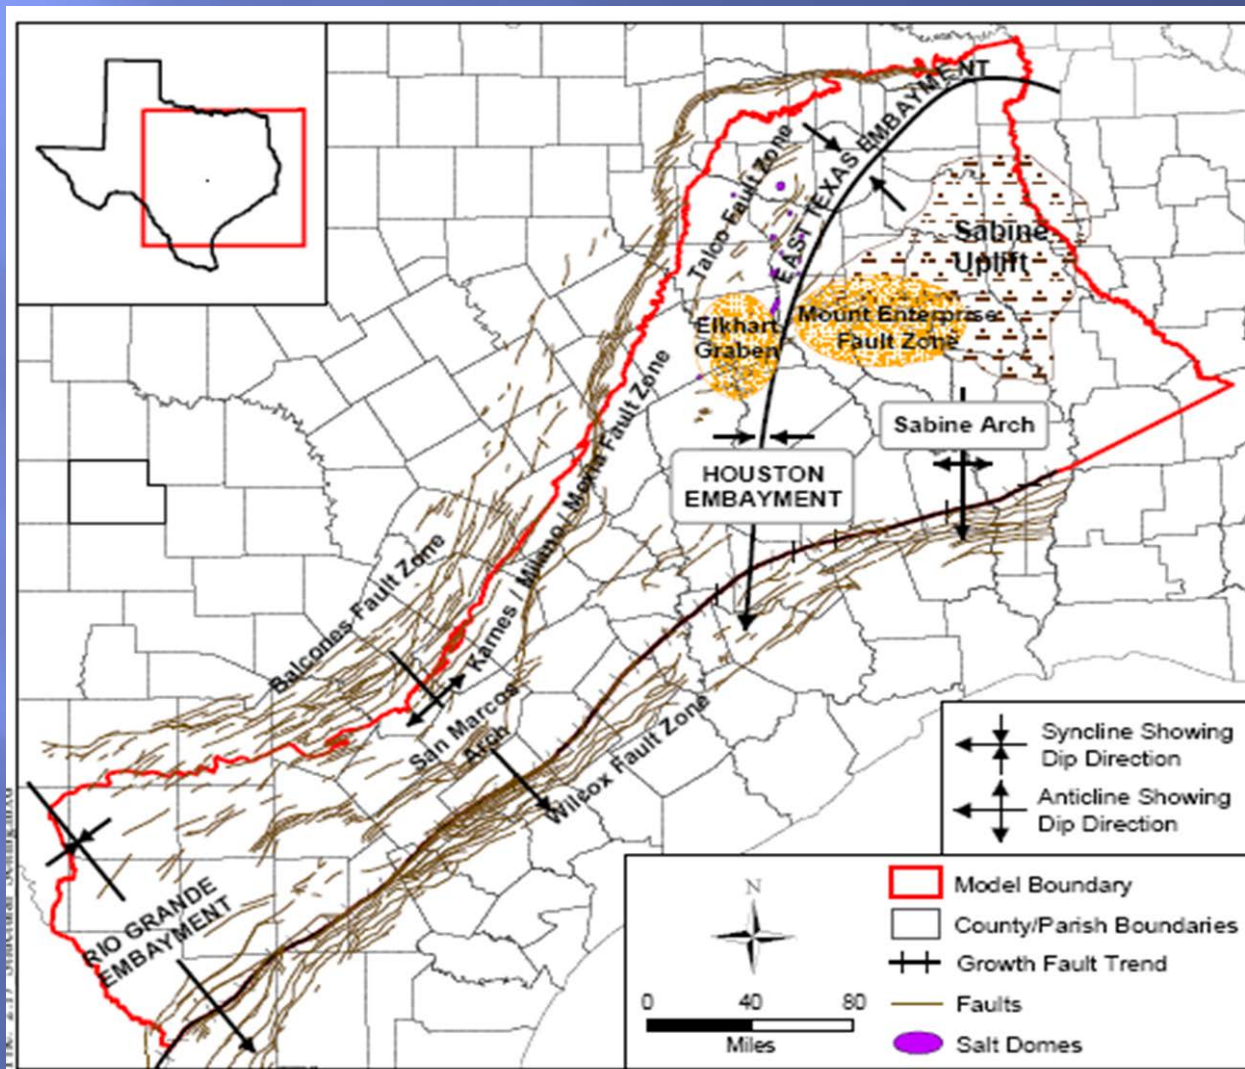 EAST TEXAS EMBAYMENT
Talco Fault Zone
Sabine
Uplift
Elkhart
Graben
Mount Enterprise
Fault Zone
Sabine Arch
HOUSTON
EMBAYMENT
Karnes / Milano / Mexia Fault Zone
Balcones Fault Zone
San Marcos
Arch
Wilcox Fault Zone
RIO GRANDE
EMBAYMENT
Syncline Showing
Dip Direction
Anticline Showing
Dip Direction
N
0 40 80
Miles
Model Boundary
County/Parish Boundaries
Growth Fault Trend
Faults
Salt Domes